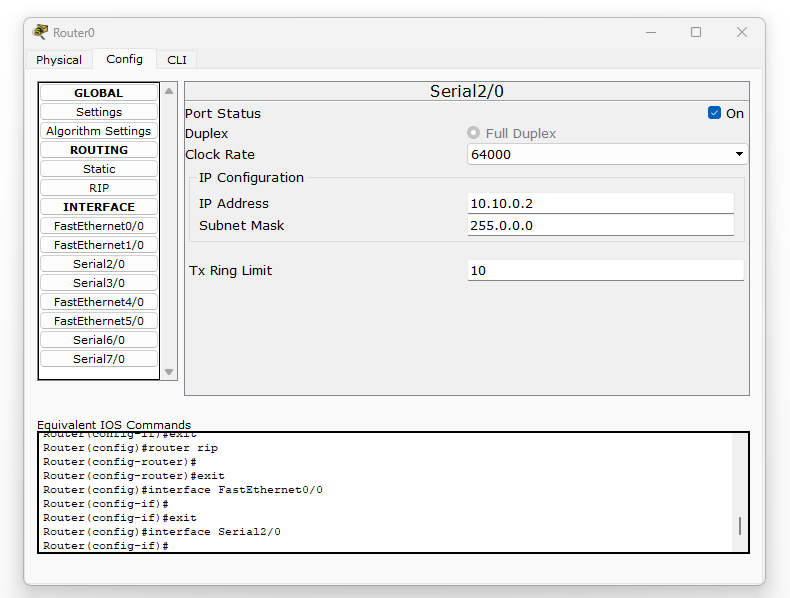 Router0
Physical
Config
CLI
GLOBAL
Settings
Algorithm Settings
ROUTING
Static
RIP
INTERFACE
FastEthernet0/0
FastEthernet1/0
Serial2/0
Serial3/0
FastEthernet4/0
FastEthernet5/0
Serial6/0
Serial7/0
Serial2/0
Port Status
On
Duplex
Full Duplex
Clock Rate
64000
IP Configuration
IP Address
10.10.0.2
Subnet Mask
255.0.0.0
Tx Ring Limit
10
Equivalent IOS Commands
Router(config-if)#exit
Router(config)#router rip
Router(config-router)#
Router(config-router)#exit
Router(config)#interface FastEthernet0/0
Router(config-if)#
Router(config-if)#exit
Router(config)#interface Serial2/0
Router(config-if)#